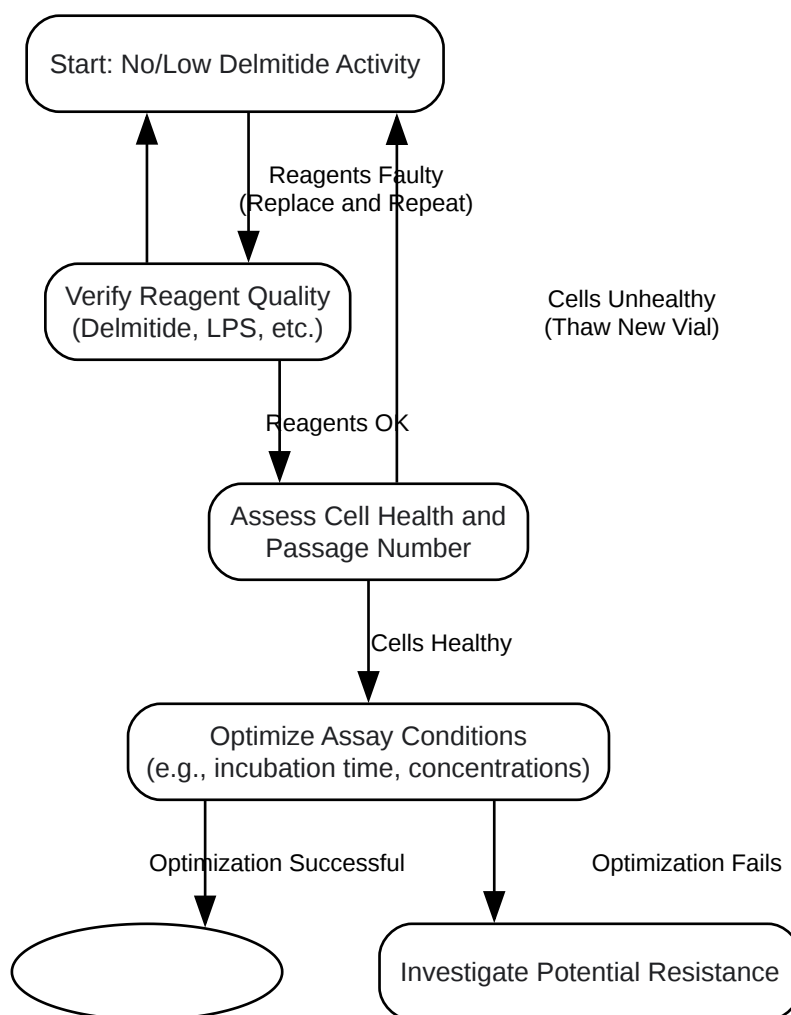 Start: No/Low Delmitide Activity
Reagents Faulty
(Replace and Repeat)
Verify Reagent Quality
(Delmitide, LPS, etc.)
Cells Unhealthy
(Thaw New Vial)
Reagents OK
Assess Cell Health and
Passage Number
Cells Healthy
Optimize Assay Conditions
(e.g., incubation time, concentrations)
Optimization Successful
Optimization Fails
Investigate Potential Resistance